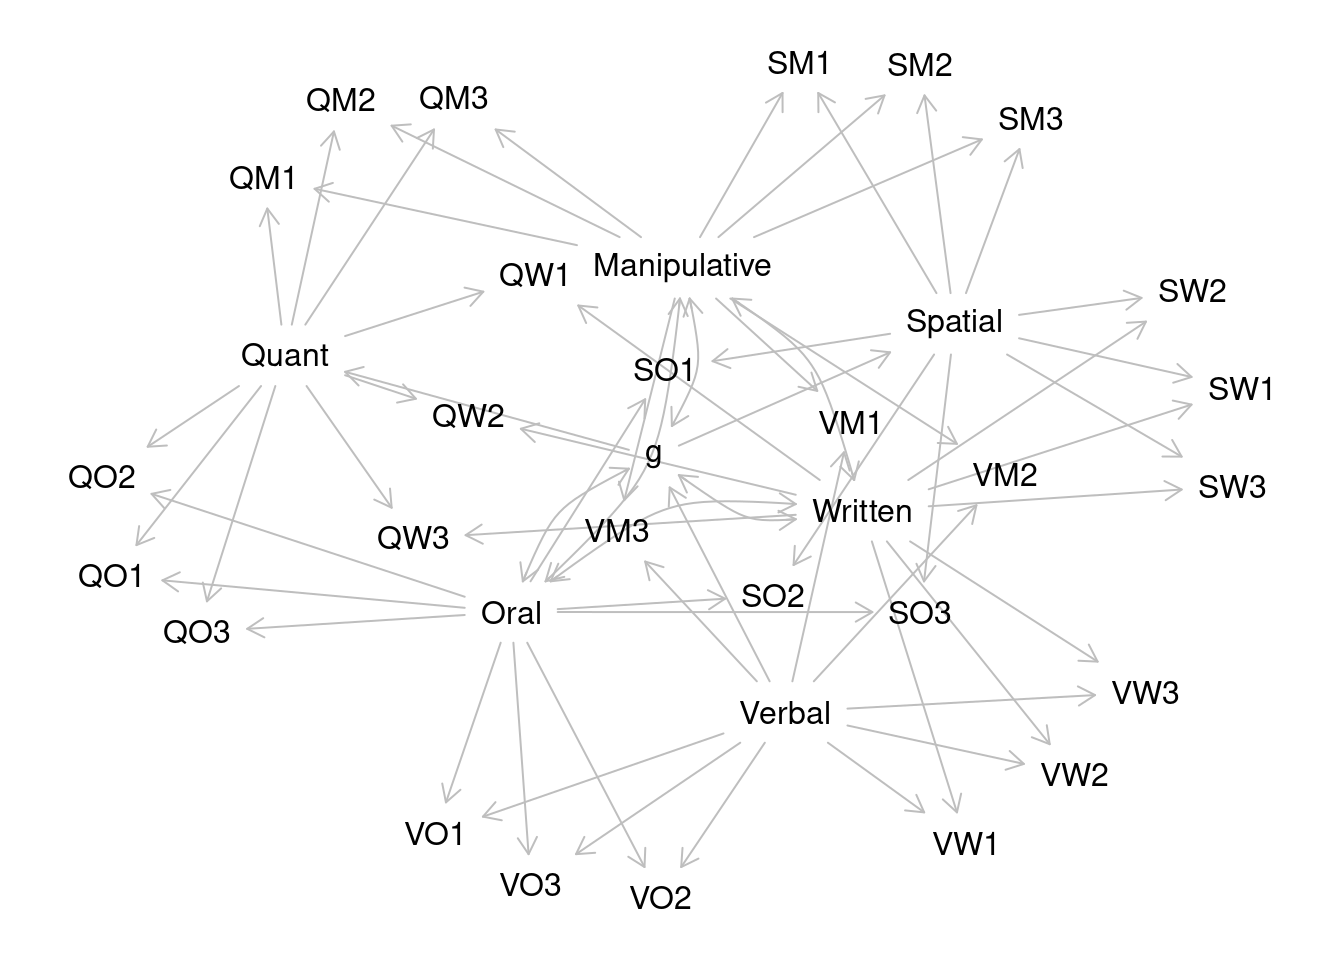 SM1
SM2
QM2
QM3
SM3
QM1
Manipulative
QW1
SW2
Spatial
Quant
SO1
SW1
QW2
VM1
g
VM2
QO2
SW3
Written
VM3
QW3
QO1
SO2
Oral
SO3
QO3
VW3
Verbal
VW2
VO1
VW1
VO3
VO2